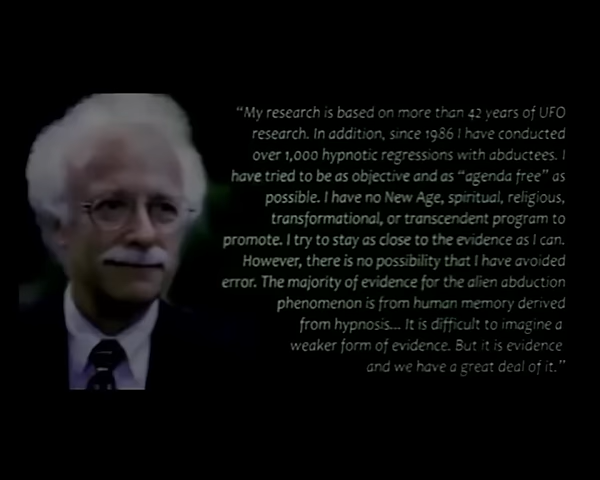 “My research is based on more than 42 years of UFO
research. In addition, since 1986 I have conducted
over 1,000 hypnotic regressions with abductees. I
have tried to be as objective and as “agenda free” as
possible. I have no New Age, spiritual, religious,
transformational, or transcendent program to
promote. I try to stay as close to the evidence as I can.
However, there is no possibility that I have avoided
error. The majority of evidence for the alien abduction
phenomenon is from human memory derived
from hypnosis... It is difficult to imagine a
weaker form of evidence. But it is evidence
and we have a great deal of it.”